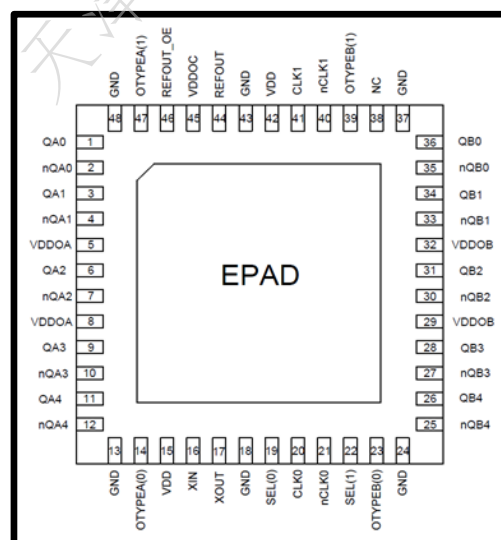 天泽
GND OTYPEA(1) REFOUT_OE VDDOC REFOUT GND VDD CLK1 nCLK1 OTYPEB(1) NC GND
48 47 46 45 44 43 42 41 40 39 38 37
QA0 1 36 QB0
nQA0 2 35 nQB0
QA1 3 34 QB1
nQA1 4 33 nQB1
VDDOA 5 32 VDDOB
QA2 6 31 QB2
nQA2 7 30 nQB2
VDDOA 8 29 VDDOB
QA3 9 28 QB3
nQA3 10 27 nQB3
QA4 11 26 QB4
nQA4 12 25 nQB4
EPAD
13 14 15 16 17 18 19 20 21 22 23 24
GND OTYPEA(0) VDD XIN XOUT GND SEL(0) CLK0 nCLK0 SEL(1) OTYPEB(0) GND